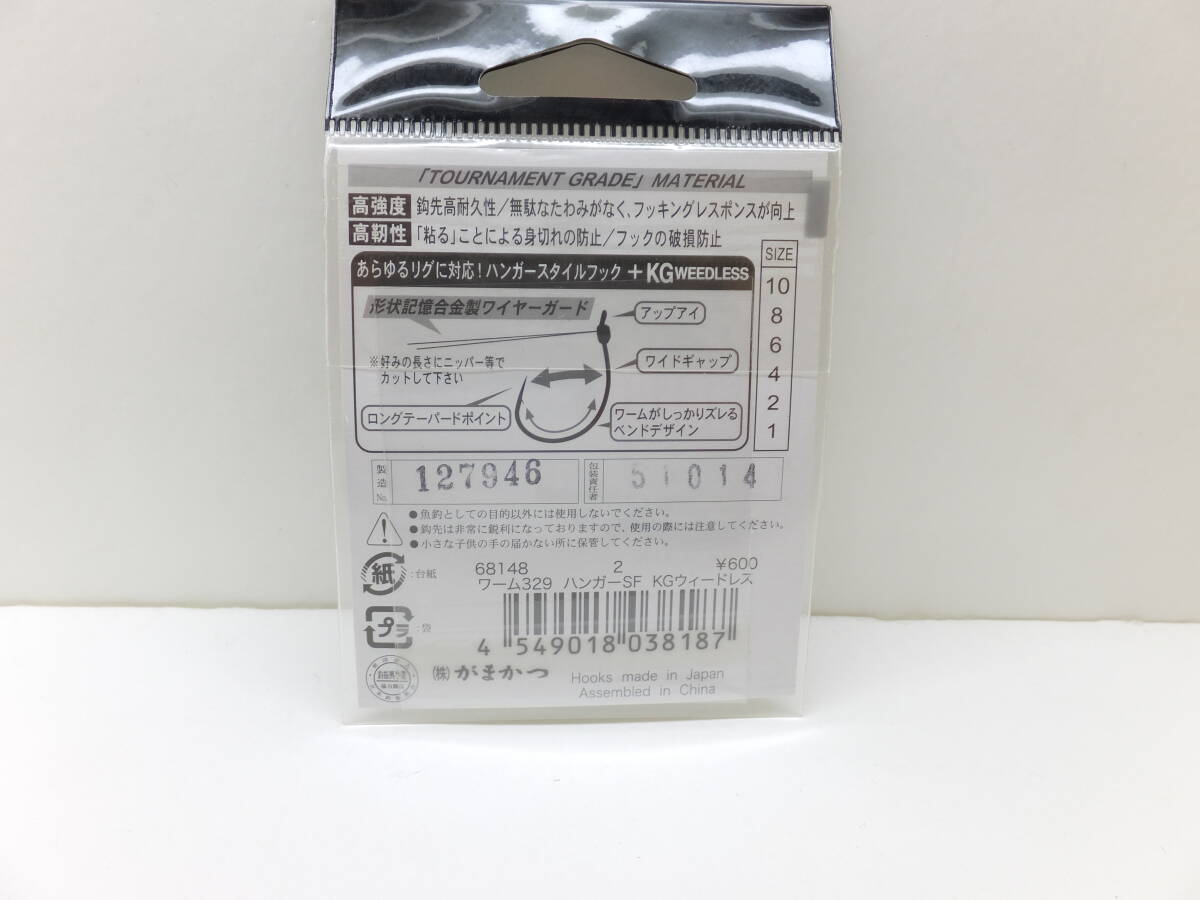 「TOURNAMENT GRADE」 MATERIAL
高強度 鈎先高耐久性/無駄なたわみがなく、フッキングレスポンスが向上
高靭性 「粘る」ことによる身切れの防止/フックの破損防止
あらゆるリグに対応!ハンガースタイルフック +KG WEEDLESS
形状記憶合金製ワイヤーガード
アップアイ
※好みの長さにニッパー等で
カットして下さい
ワイドギャップ
ロングテーパードポイント
ワームがしっかりズレる
ベンドデザイン
SIZE
10
8
6
4
2
1
製造No. 127946
包装責任者 51014
●魚釣としての目的以外には使用しないでください。
●鈎先は非常に鋭利になっておりますので、使用の際には注意してください。
●小さな子供の手の届かない所に保管してください。
紙 :台紙
プラ :袋
68148 2 ¥600
ワーム329 ハンガーSF KGウィードレス
4 549018 038187
(株)がまかつ
Hooks made in Japan
Assembled in China